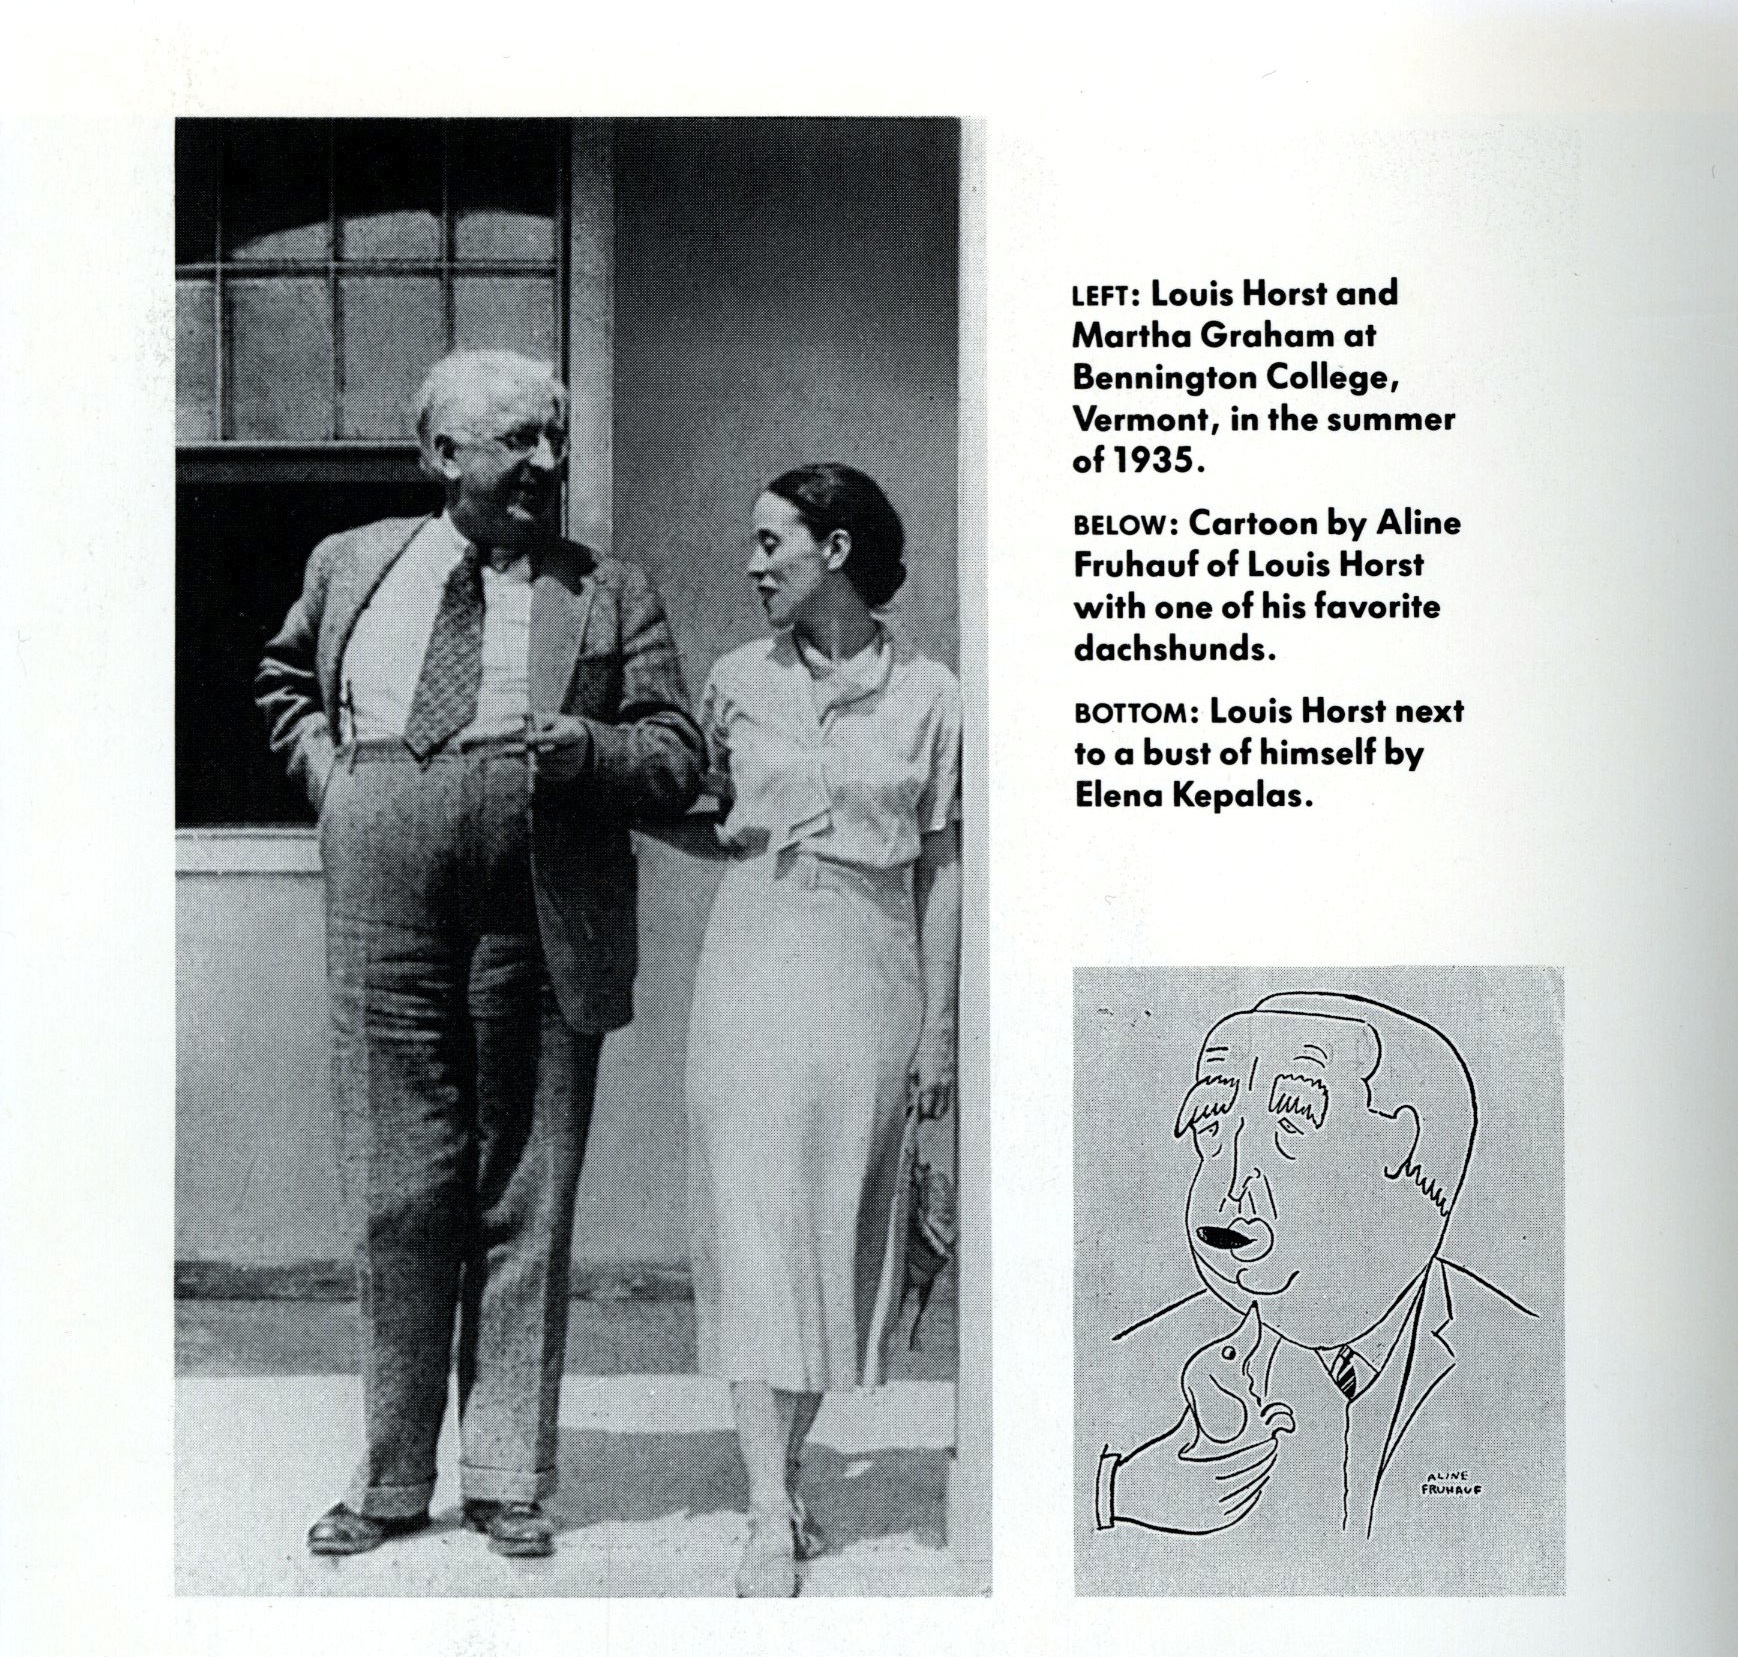 LEFT: Louis Horst and
Martha Graham at
Bennington College,
Vermont, in the summer
of 1935.
BELOW: Cartoon by Aline
Fruhauf of Louis Horst
with one of his favorite
dachshunds.
BOTTOM: Louis Horst next
to a bust of himself by
Elena Kepalas.
ALINE
FRUHAUF